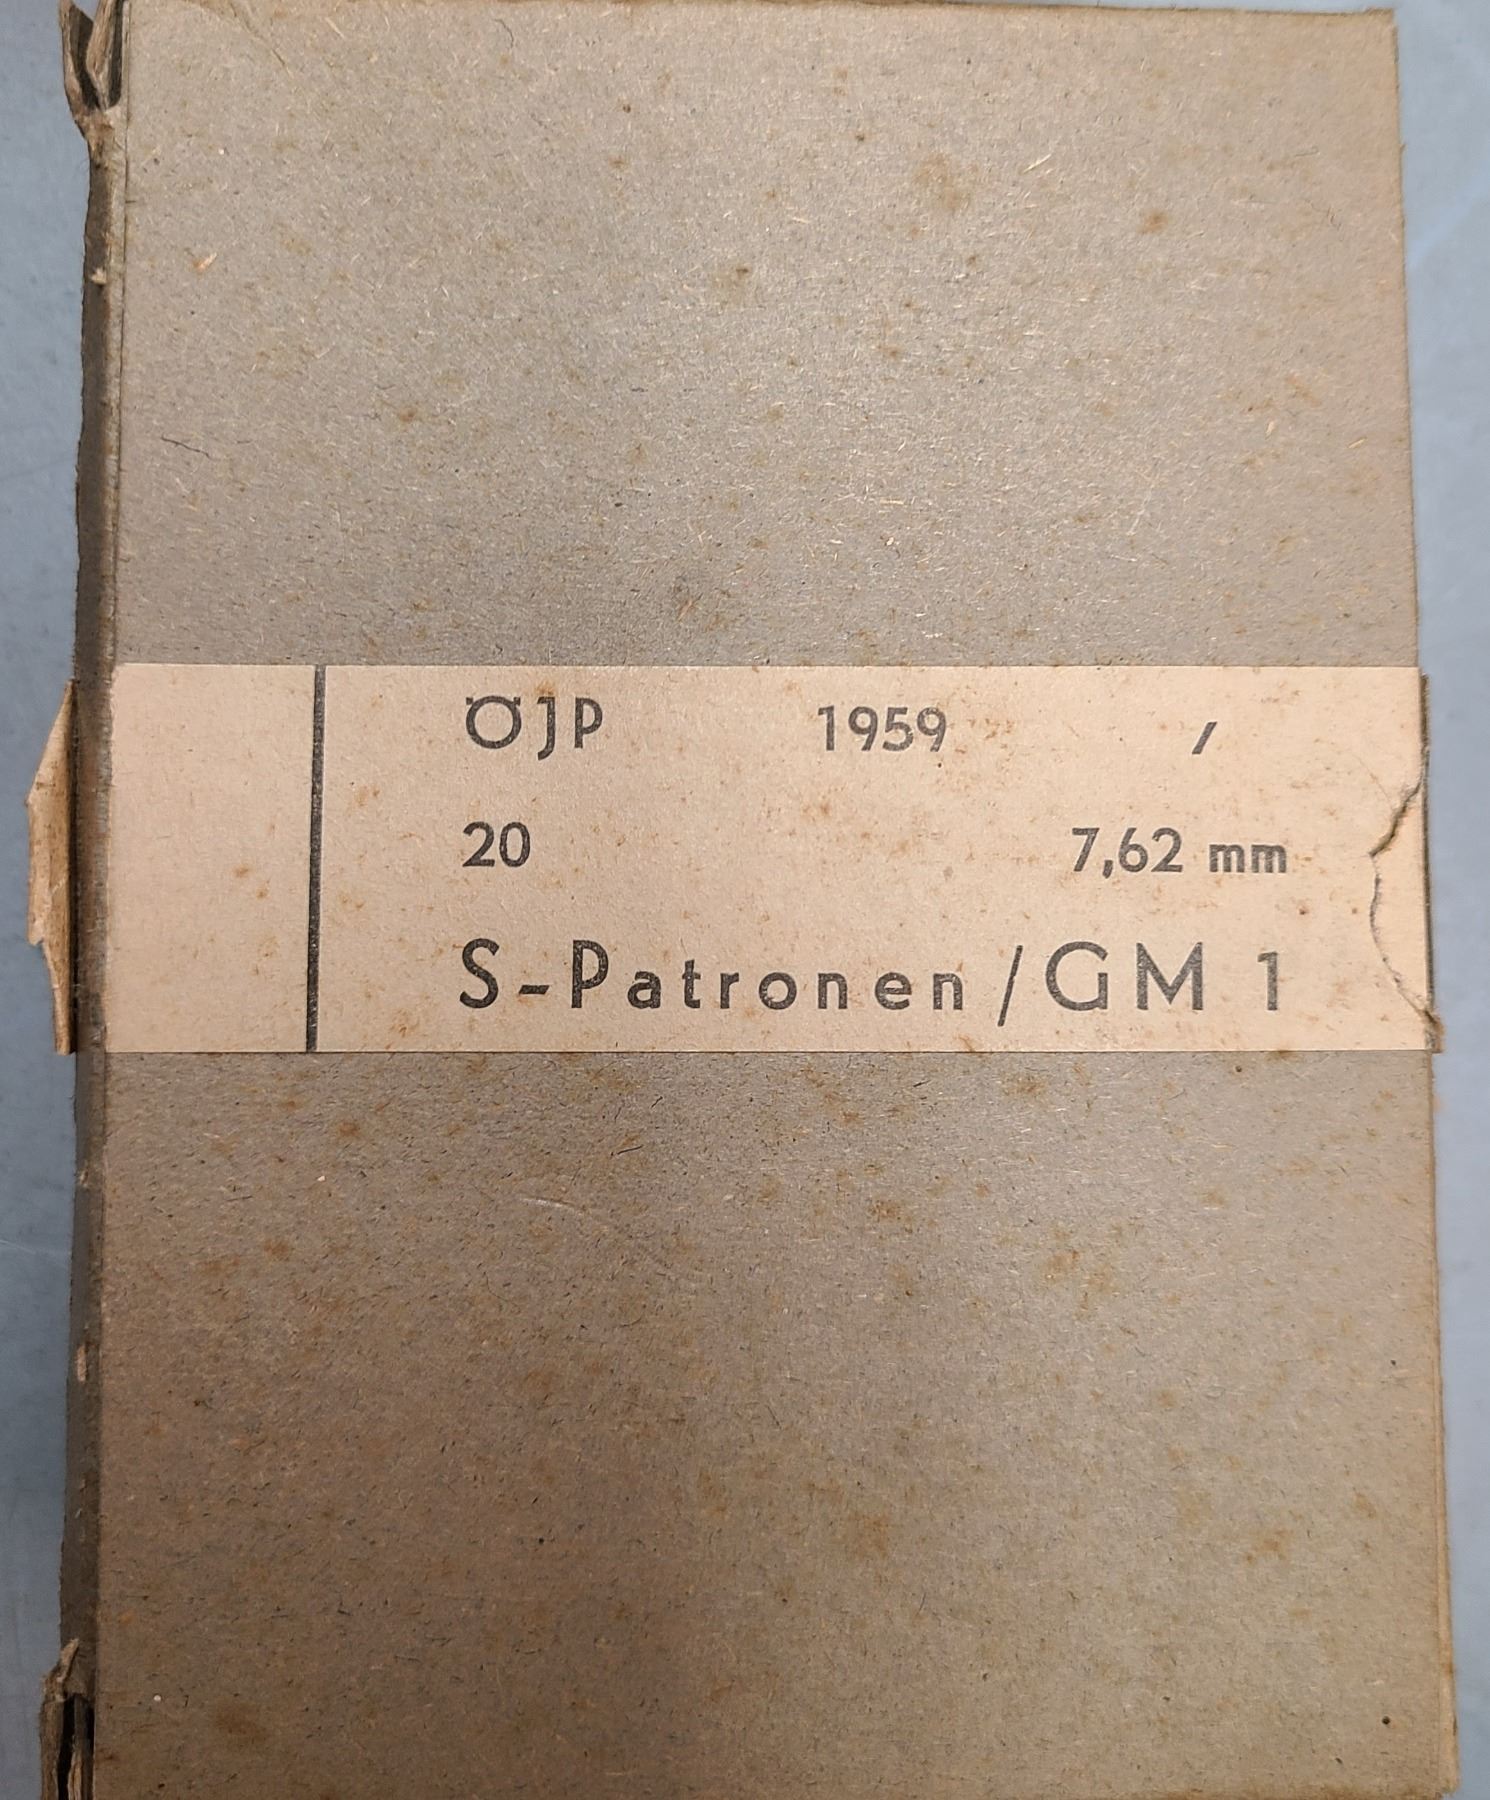 ÖJP 1959 /
20 7,62 mm
S-Patronen/GM 1